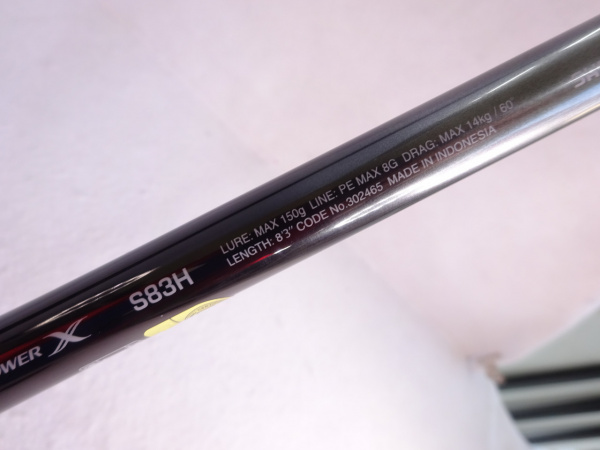 LURE: MAX 150g LINE: PE MAX 8G DRAG: MAX 14kg / 60°
LENGTH: 8'3" CODE No.302465 MADE IN INDONESIA
S83H
OWER X